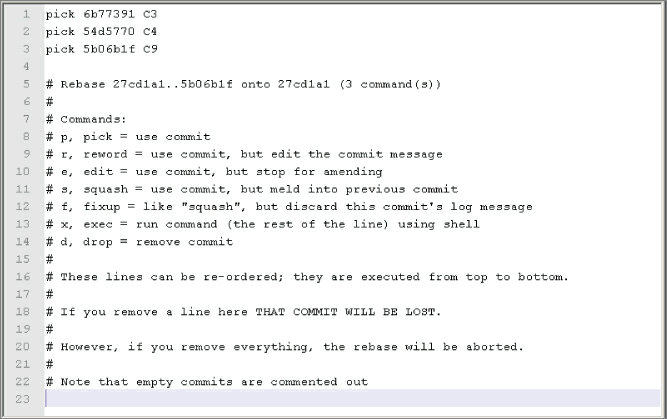 1 pick 6b77391 C3
2 pick 54d5770 C4
3 pick 5b06b1f C9
4
5 # Rebase 27cd1a1..5b06b1f onto 27cd1a1 (3 command(s))
6 #
7 # Commands:
8 # p, pick = use commit
9 # r, reword = use commit, but edit the commit message
10 # e, edit = use commit, but stop for amending
11 # s, squash = use commit, but meld into previous commit
12 # f, fixup = like "squash", but discard this commit's log message
13 # x, exec = run command (the rest of the line) using shell
14 # d, drop = remove commit
15 #
16 # These lines can be re-ordered; they are executed from top to bottom.
17 #
18 # If you remove a line here THAT COMMIT WILL BE LOST.
19 #
20 # However, if you remove everything, the rebase will be aborted.
21 #
22 # Note that empty commits are commented out
23